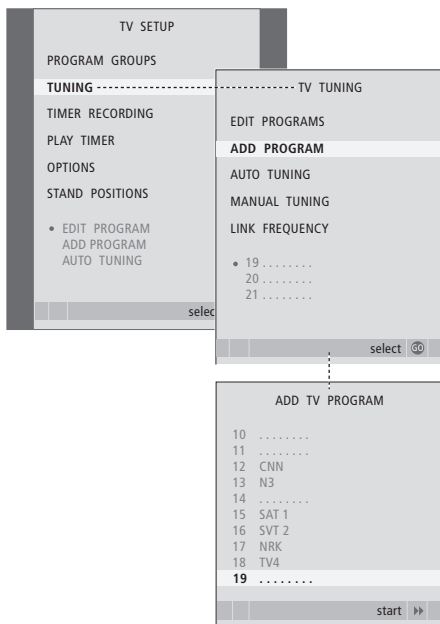 TV SETUP
PROGRAM GROUPS
TUNING
TIMER RECORDING
PLAY TIMER
OPTIONS
STAND POSITIONS
• EDIT PROGRAM
ADD PROGRAM
AUTO TUNING
selec
TV TUNING
EDIT PROGRAMS
ADD PROGRAM
AUTO TUNING
MANUAL TUNING
LINK FREQUENCY
• 19 ........
20 ........
21 ........
select GO
ADD TV PROGRAM
10 ........
11 ........
12 CNN
13 N3
14 ........
15 SAT 1
16 SVT 2
17 NRK
18 TV4
19 ........
start